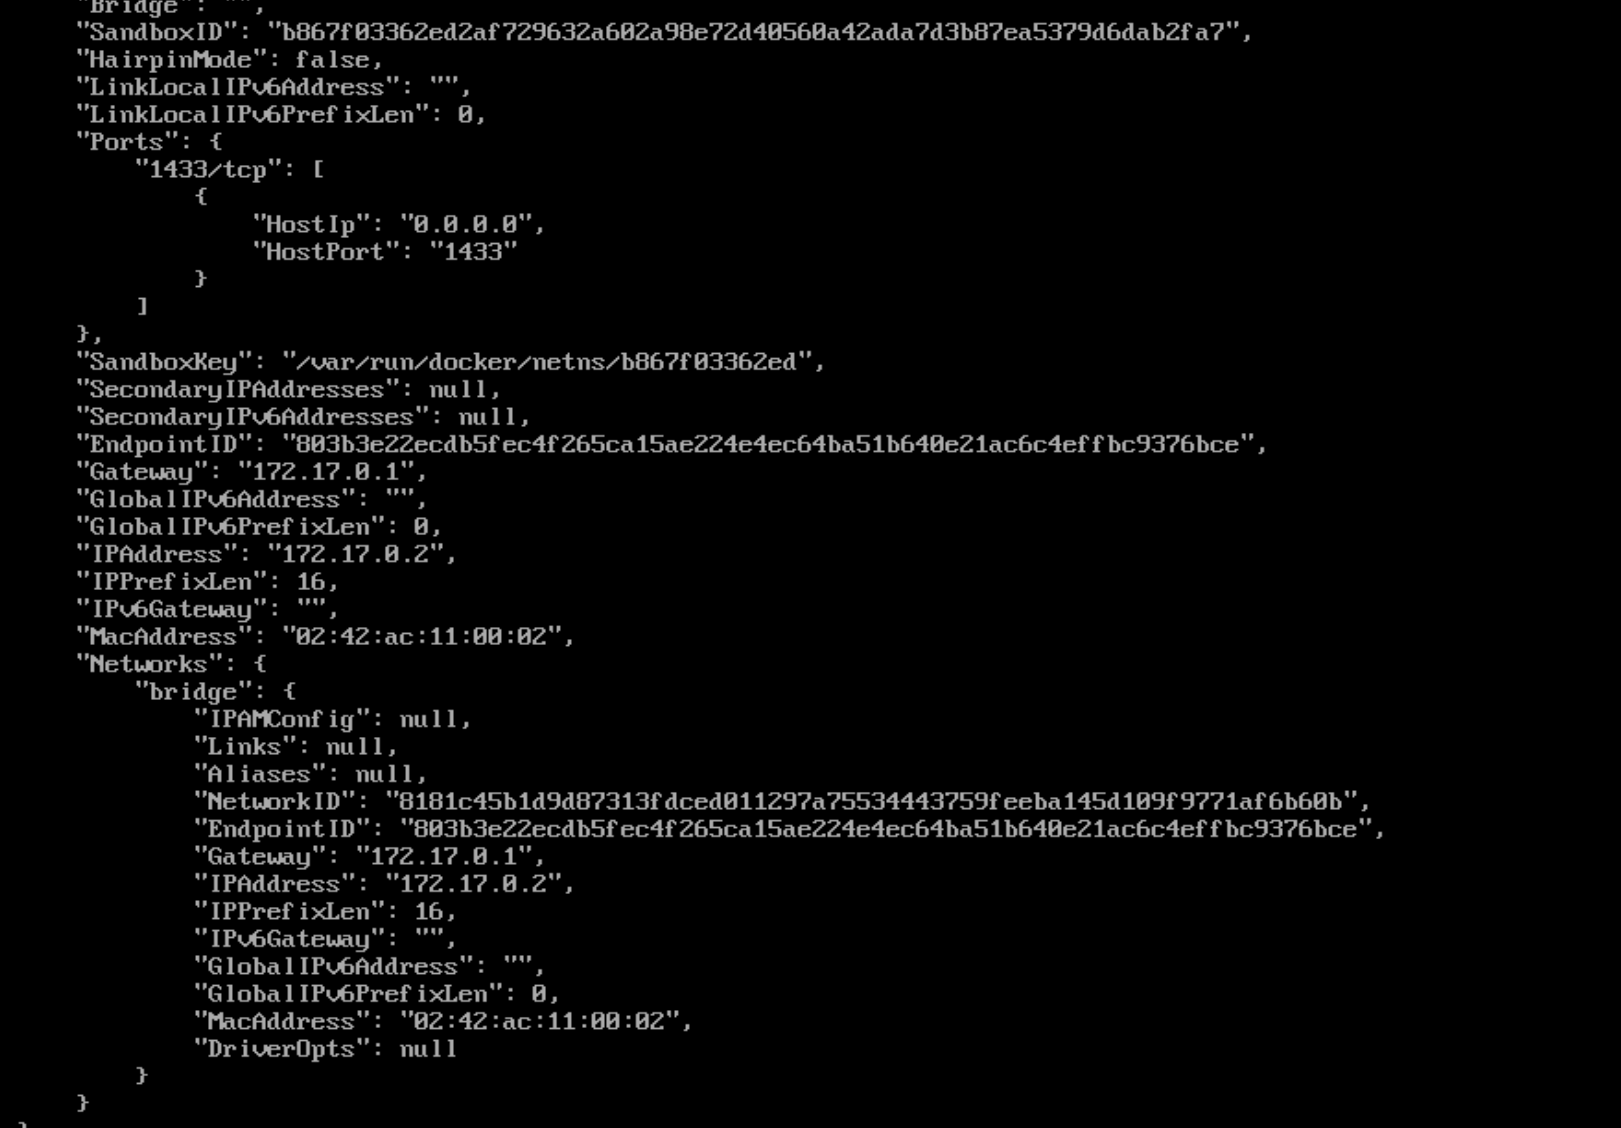 "Bridge": "",
"SandboxID": "b867f03362ed2af729632a602a98e72d40560a42ada7d3b87ea5379d6dab2fa7",
"HairpinMode": false,
"LinkLocalIPv6Address": "",
"LinkLocalIPv6PrefixLen": 0,
"Ports": {
"1433/tcp": [
{
"HostIp": "0.0.0.0",
"HostPort": "1433"
}
]
},
"SandboxKey": "/var/run/docker/netns/b867f03362ed",
"SecondaryIPAddresses": null,
"SecondaryIPv6Addresses": null,
"EndpointID": "803b3e22ecdb5fec4f265ca15ae224e4ec64ba51b640e21ac6c4effbc9376bce",
"Gateway": "172.17.0.1",
"GlobalIPv6Address": "",
"GlobalIPv6PrefixLen": 0,
"IPAddress": "172.17.0.2",
"IPPrefixLen": 16,
"IPv6Gateway": "",
"MacAddress": "02:42:ac:11:00:02",
"Networks": {
"bridge": {
"IPAMConfig": null,
"Links": null,
"Aliases": null,
"NetworkID": "8181c45b1d9d87313fdced011297a75534443759feeba145d109f9771af6b60b",
"EndpointID": "803b3e22ecdb5fec4f265ca15ae224e4ec64ba51b640e21ac6c4effbc9376bce",
"Gateway": "172.17.0.1",
"IPAddress": "172.17.0.2",
"IPPrefixLen": 16,
"IPv6Gateway": "",
"GlobalIPv6Address": "",
"GlobalIPv6PrefixLen": 0,
"MacAddress": "02:42:ac:11:00:02",
"DriverOpts": null
}
}
}